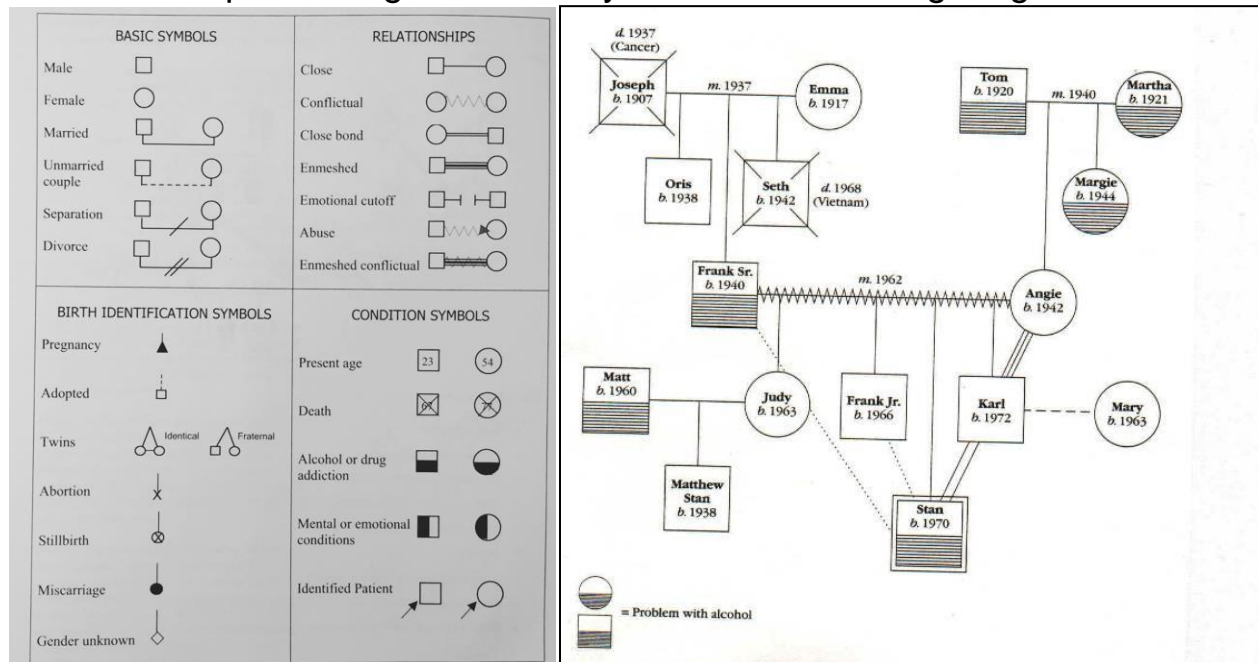 BASIC SYMBOLS
Male
Female
Married
Unmarried
couple
Separation
Divorce
RELATIONSHIPS
Close
Conflictual
Close bond
Enmeshed
Emotional cutoff
Abuse
Enmeshed conflictual
BIRTH IDENTIFICATION SYMBOLS
Pregnancy
Adopted
Twins
Identical
Fraternal
Abortion
Stillbirth
Miscarriage
Gender unknown
CONDITION SYMBOLS
Present age
23
54
Death
Alcohol or drug
addiction
Mental or emotional
conditions
Identified Patient
d. 1937
(Cancer)
Joseph
b. 1907
m. 1937
Emma
b. 1917
Tom
b. 1920
m. 1940
Martha
b. 1921
Oris
b. 1938
Seth
b. 1942
d. 1968
(Vietnam)
Margie
b. 1944
Frank Sr.
b. 1940
m. 1962
Angie
b. 1942
Matt
b. 1960
Judy
b. 1963
Frank Jr.
b. 1966
Karl
b. 1972
Mary
b. 1963
Matthew
Stan
b. 1938
Stan
b. 1970
= Problem with alcohol